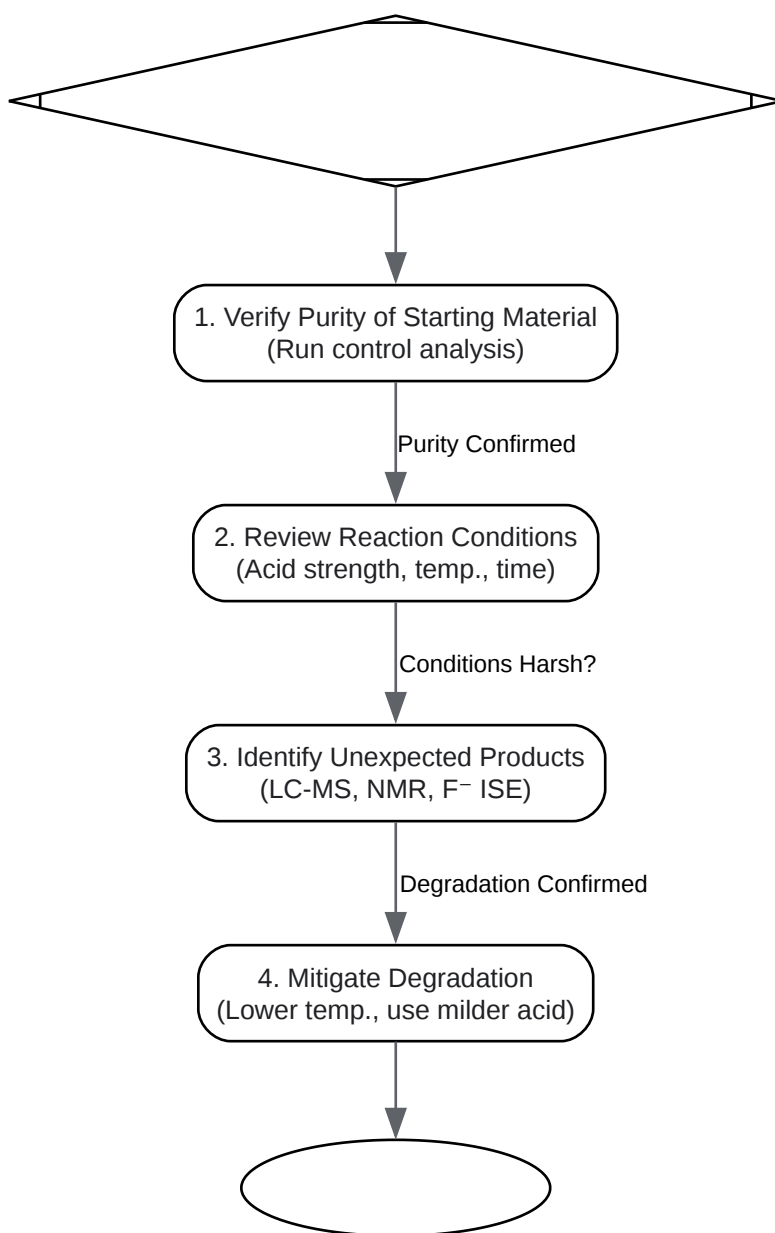 1. Verify Purity of Starting Material
(Run control analysis)
Purity Confirmed
2. Review Reaction Conditions
(Acid strength, temp., time)
Conditions Harsh?
3. Identify Unexpected Products
(LC-MS, NMR, F⁻ ISE)
Degradation Confirmed
4. Mitigate Degradation
(Lower temp., use milder acid)